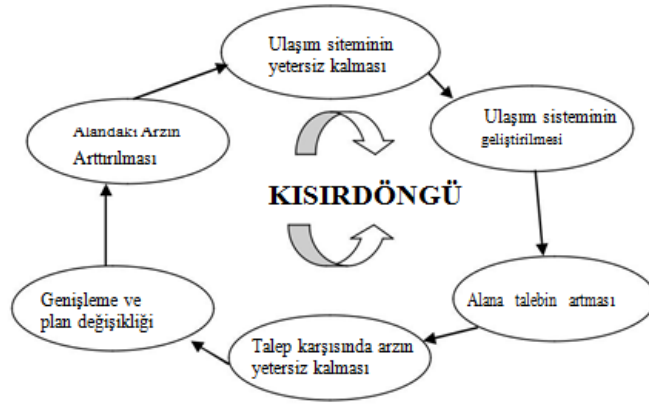 Ulaşım siteminin
yetersiz kalması
Ulaşım sisteminin
geliştirilmesi
Alana talebin artması
Talep karşısında arzın
yetersiz kalması
Genişleme ve
plan değişikliği
Alandaki Arzın
Arttırılması
KISIRDÖNGÜ